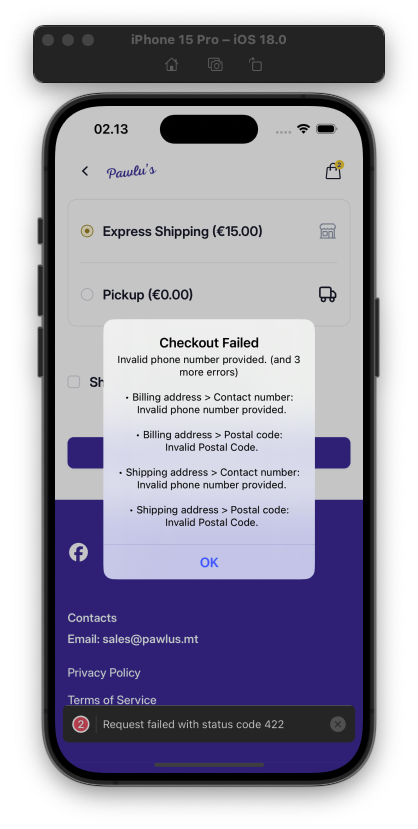 iPhone 15 Pro – iOS 18.0
02.13
Pawlu's
2
Express Shipping (€15.00)
Pickup (€0.00)
Sh
Checkout Failed
Invalid phone number provided. (and 3
more errors)
• Billing address > Contact number:
Invalid phone number provided.
• Billing address > Postal code:
Invalid Postal Code.
• Shipping address > Contact number:
Invalid phone number provided.
• Shipping address > Postal code:
Invalid Postal Code.
OK
Contacts
Email: sales@pawlus.mt
Privacy Policy
Terms of Service
2 Request failed with status code 422